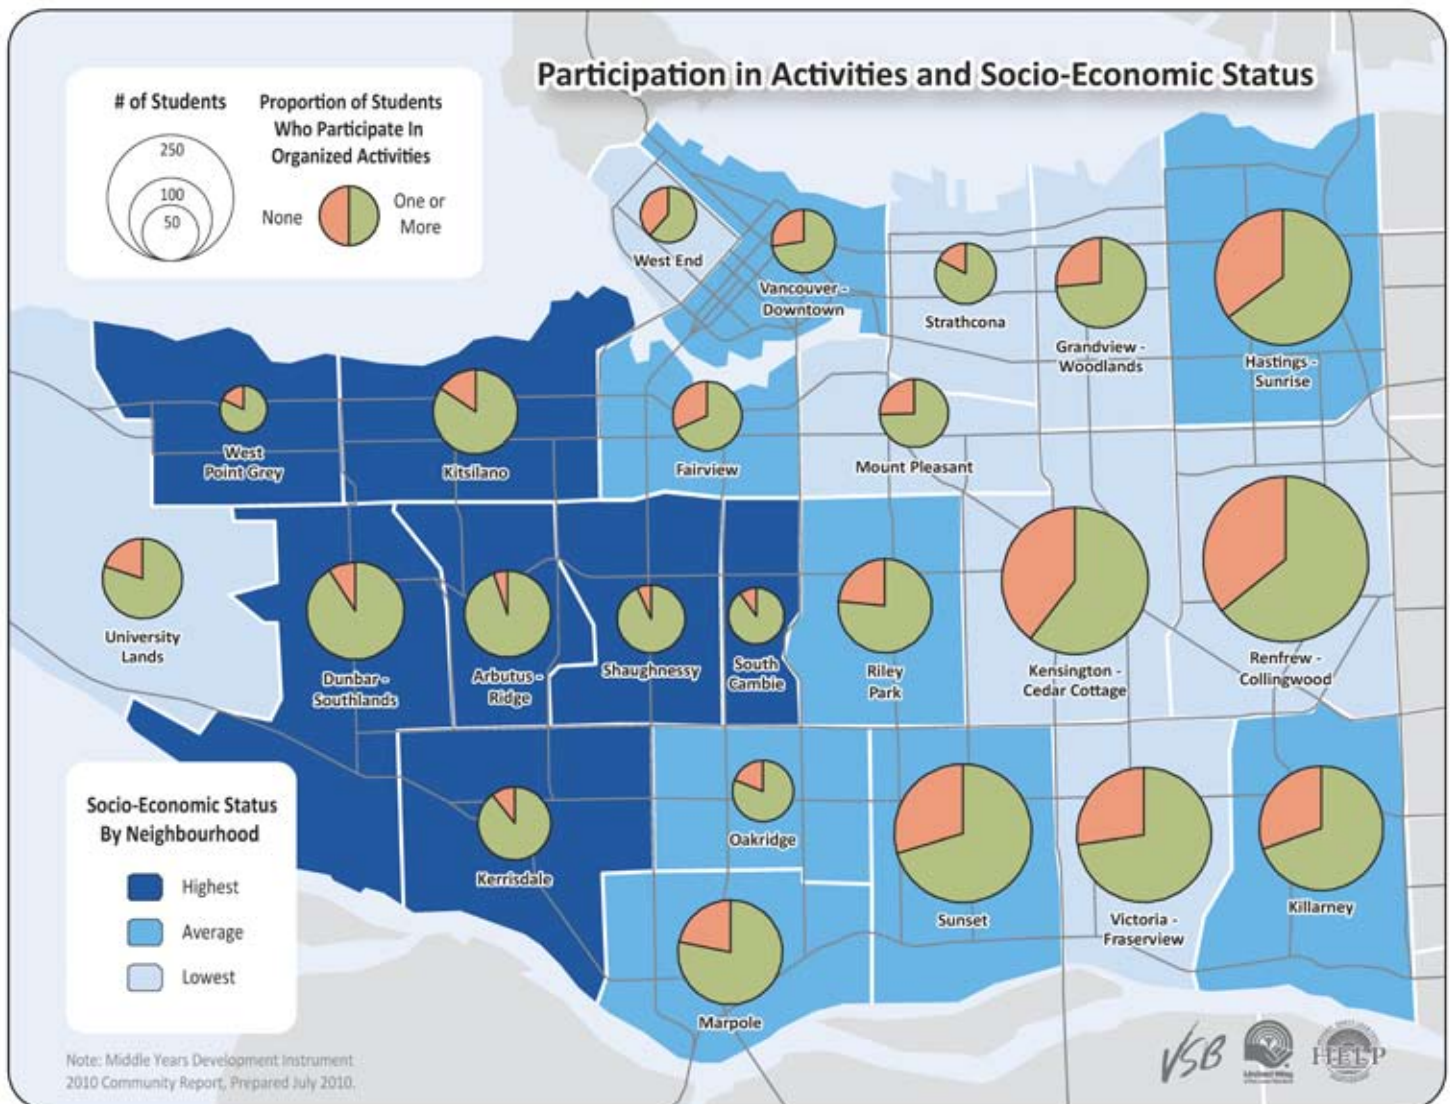 Participation in Activities and Socio-Economic Status
# of Students
250
100
50
Proportion of Students
Who Participate In
Organized Activities
None
One or
More
West End
Vancouver -
Downtown
Strathcona
Grandview -
Woodlands
Hastings -
Sunrise
West
Point Grey
Kitsilano
Fairview
Mount Pleasant
University
Lands
Dunbar -
Southlands
Arbutus -
Ridge
Shaughnessy
South
Cambie
Riley
Park
Kensington -
Cedar Cottage
Renfrew -
Collingwood
Kerrisdale
Oakridge
Sunset
Victoria -
Fraserview
Killarney
Marpole
Socio-Economic Status
By Neighbourhood
Highest
Average
Lowest
Note: Middle Years Development Instrument
2010 Community Report, Prepared July 2010.
VSB
United Way
HELP